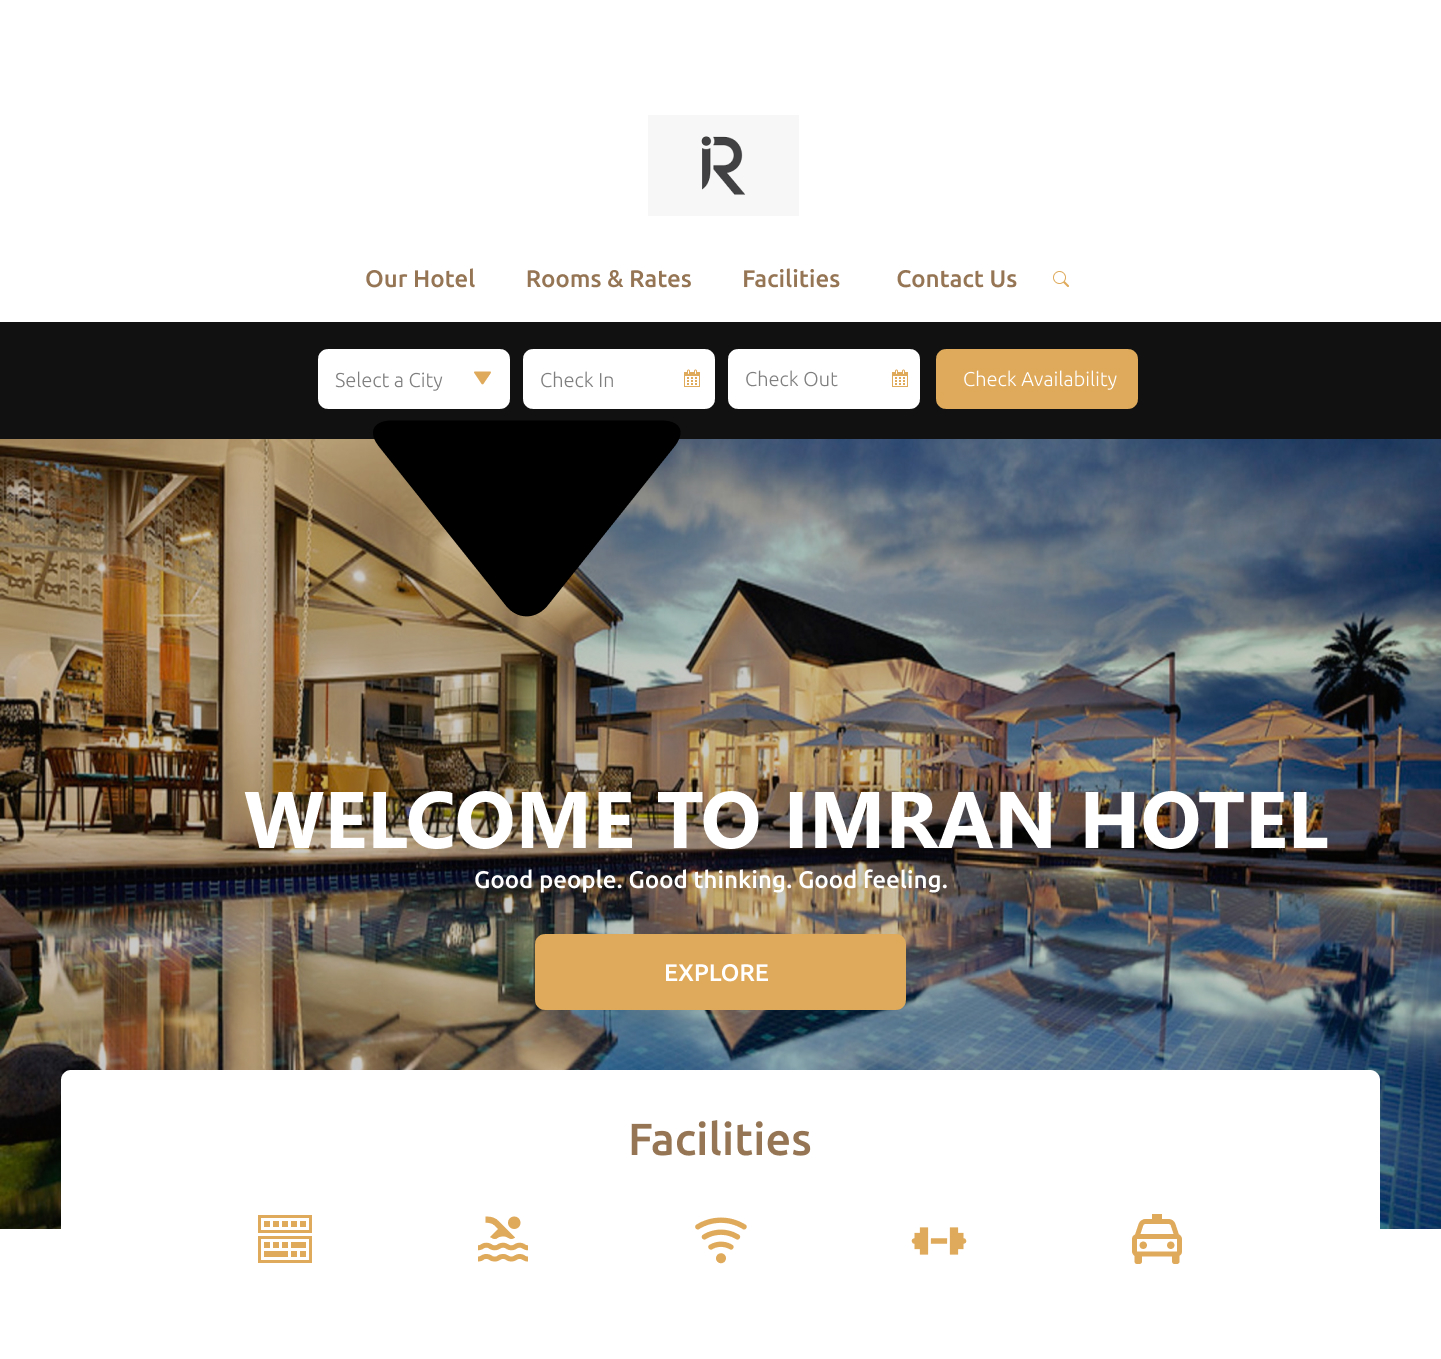 iR
Our Hotel Rooms & Rates Facilities Contact Us
Select a City Check In Check Out Check Availability
WELCOME TO IMRAN HOTEL
Good people. Good thinking. Good feeling.
EXPLORE
Facilities